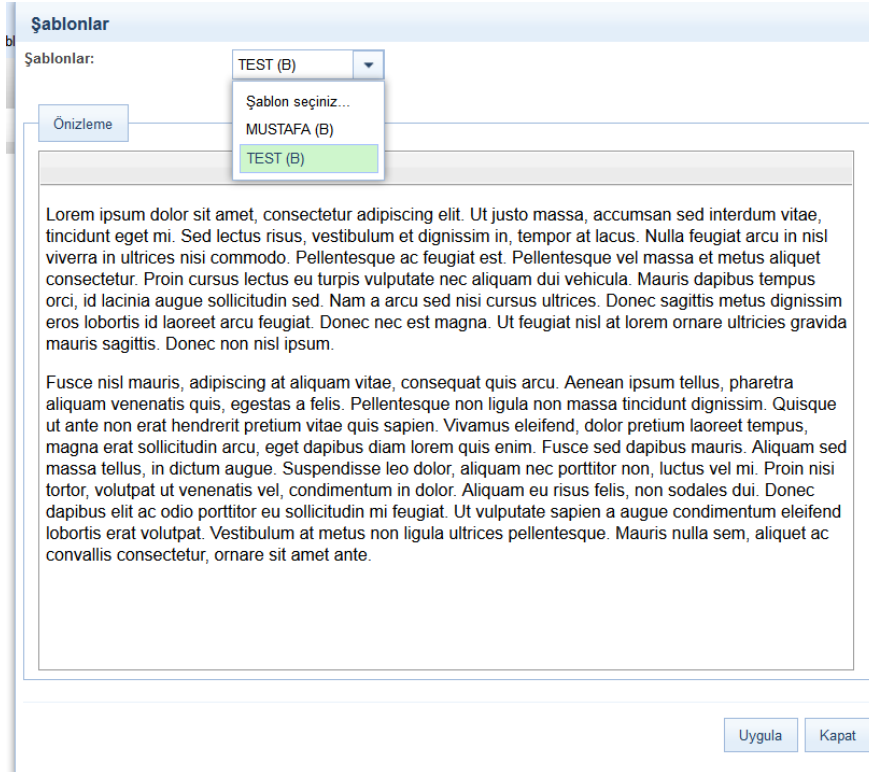 Şablonlar
bl
Şablonlar:
TEST (B)
Şablon seçiniz...
MUSTAFA (B)
TEST (B)
Önizleme
Lorem ipsum dolor sit amet, consectetur adipiscing elit. Ut justo massa, accumsan sed interdum vitae,
tincidunt eget mi. Sed lectus risus, vestibulum et dignissim in, tempor at lacus. Nulla feugiat arcu in nisl
viverra in ultrices nisi commodo. Pellentesque ac feugiat est. Pellentesque vel massa et metus aliquet
consectetur. Proin cursus lectus eu turpis vulputate nec aliquam dui vehicula. Mauris dapibus tempus
orci, id lacinia augue sollicitudin sed. Nam a arcu sed nisi cursus ultrices. Donec sagittis metus dignissim
eros lobortis id laoreet arcu feugiat. Donec nec est magna. Ut feugiat nisl at lorem ornare ultricies gravida
mauris sagittis. Donec non nisl ipsum.
Fusce nisl mauris, adipiscing at aliquam vitae, consequat quis arcu. Aenean ipsum tellus, pharetra
aliquam venenatis quis, egestas a felis. Pellentesque non ligula non massa tincidunt dignissim. Quisque
ut ante non erat hendrerit pretium vitae quis sapien. Vivamus eleifend, dolor pretium laoreet tempus,
magna erat sollicitudin arcu, eget dapibus diam lorem quis enim. Fusce sed dapibus mauris. Aliquam sed
massa tellus, in dictum augue. Suspendisse leo dolor, aliquam nec porttitor non, luctus vel mi. Proin nisi
tortor, volutpat ut venenatis vel, condimentum in dolor. Aliquam eu risus felis, non sodales dui. Donec
dapibus elit ac odio porttitor eu sollicitudin mi feugiat. Ut vulputate sapien a augue condimentum eleifend
lobortis erat volutpat. Vestibulum at metus non ligula ultrices pellentesque. Mauris nulla sem, aliquet ac
convallis consectetur, ornare sit amet ante.
Uygula
Kapat